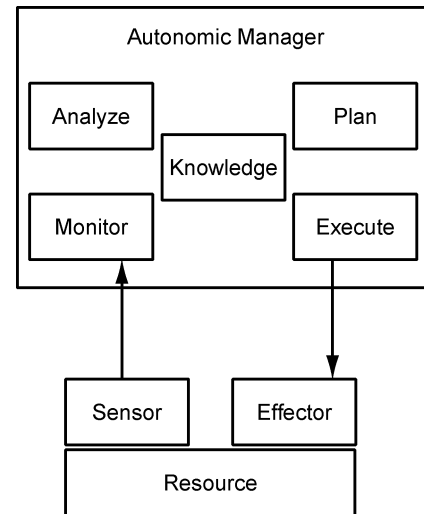 Autonomic Manager
Analyze
Plan
Knowledge
Monitor
Execute
Sensor
Effector
Resource